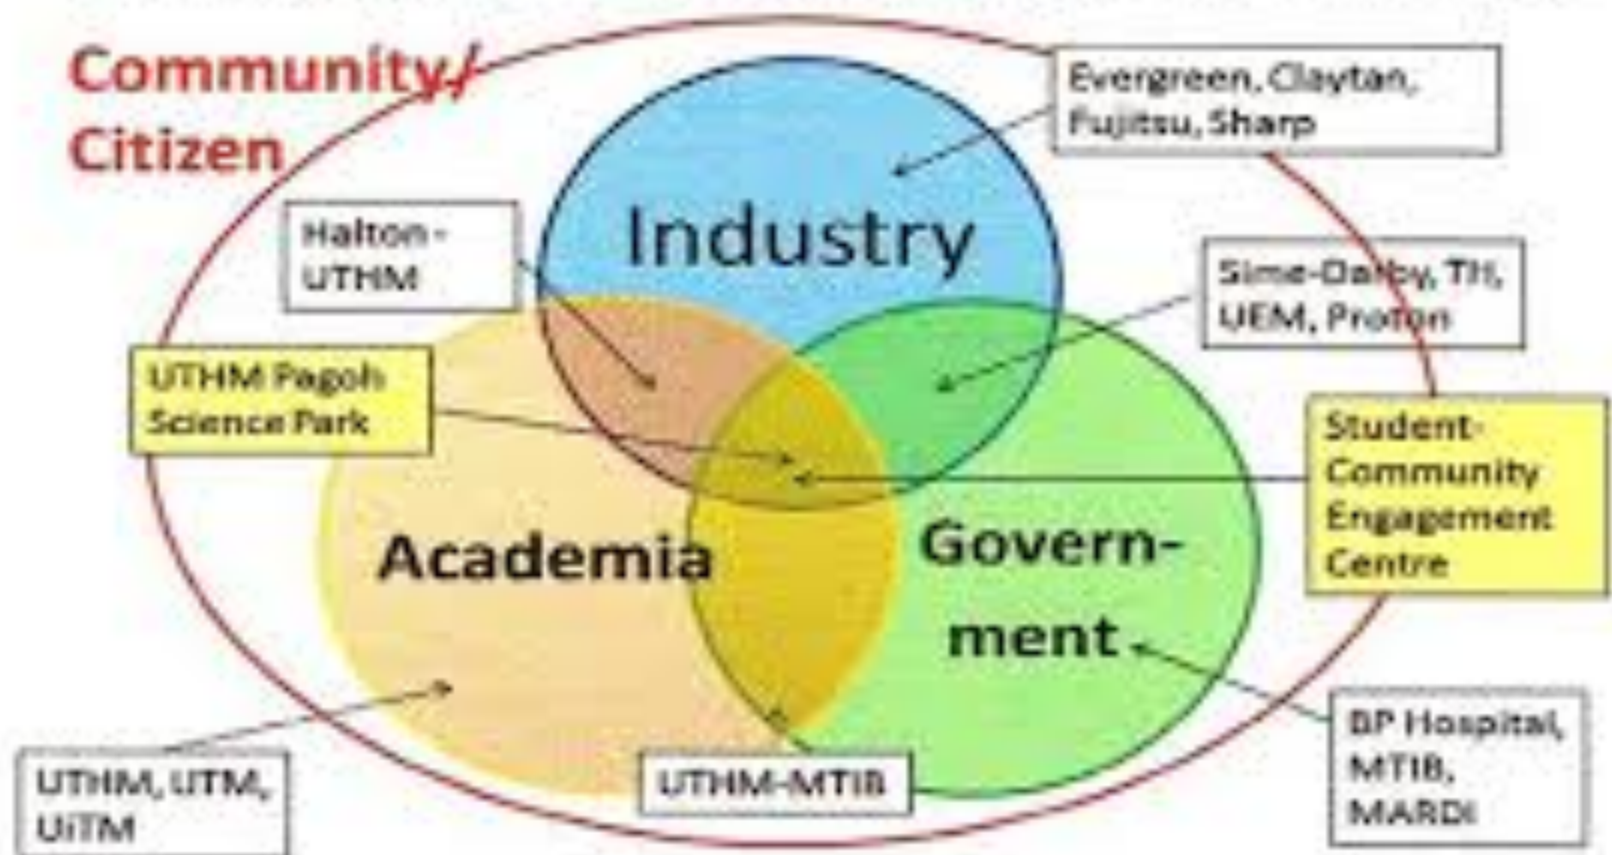 Community/
Citizen
Evergreen, Claytan,
Fujitsu, Sharp
Industry
Halton-
UTHM
Sime-Darby, TH,
UEM, Proton
UTHM Pagoh
Science Park
Student-
Community
Engagement
Centre
Academia
Govern-
ment
BP Hospital,
MTIB,
MARDI
UTHM, UTM,
UiTM
UTHM-MTIB